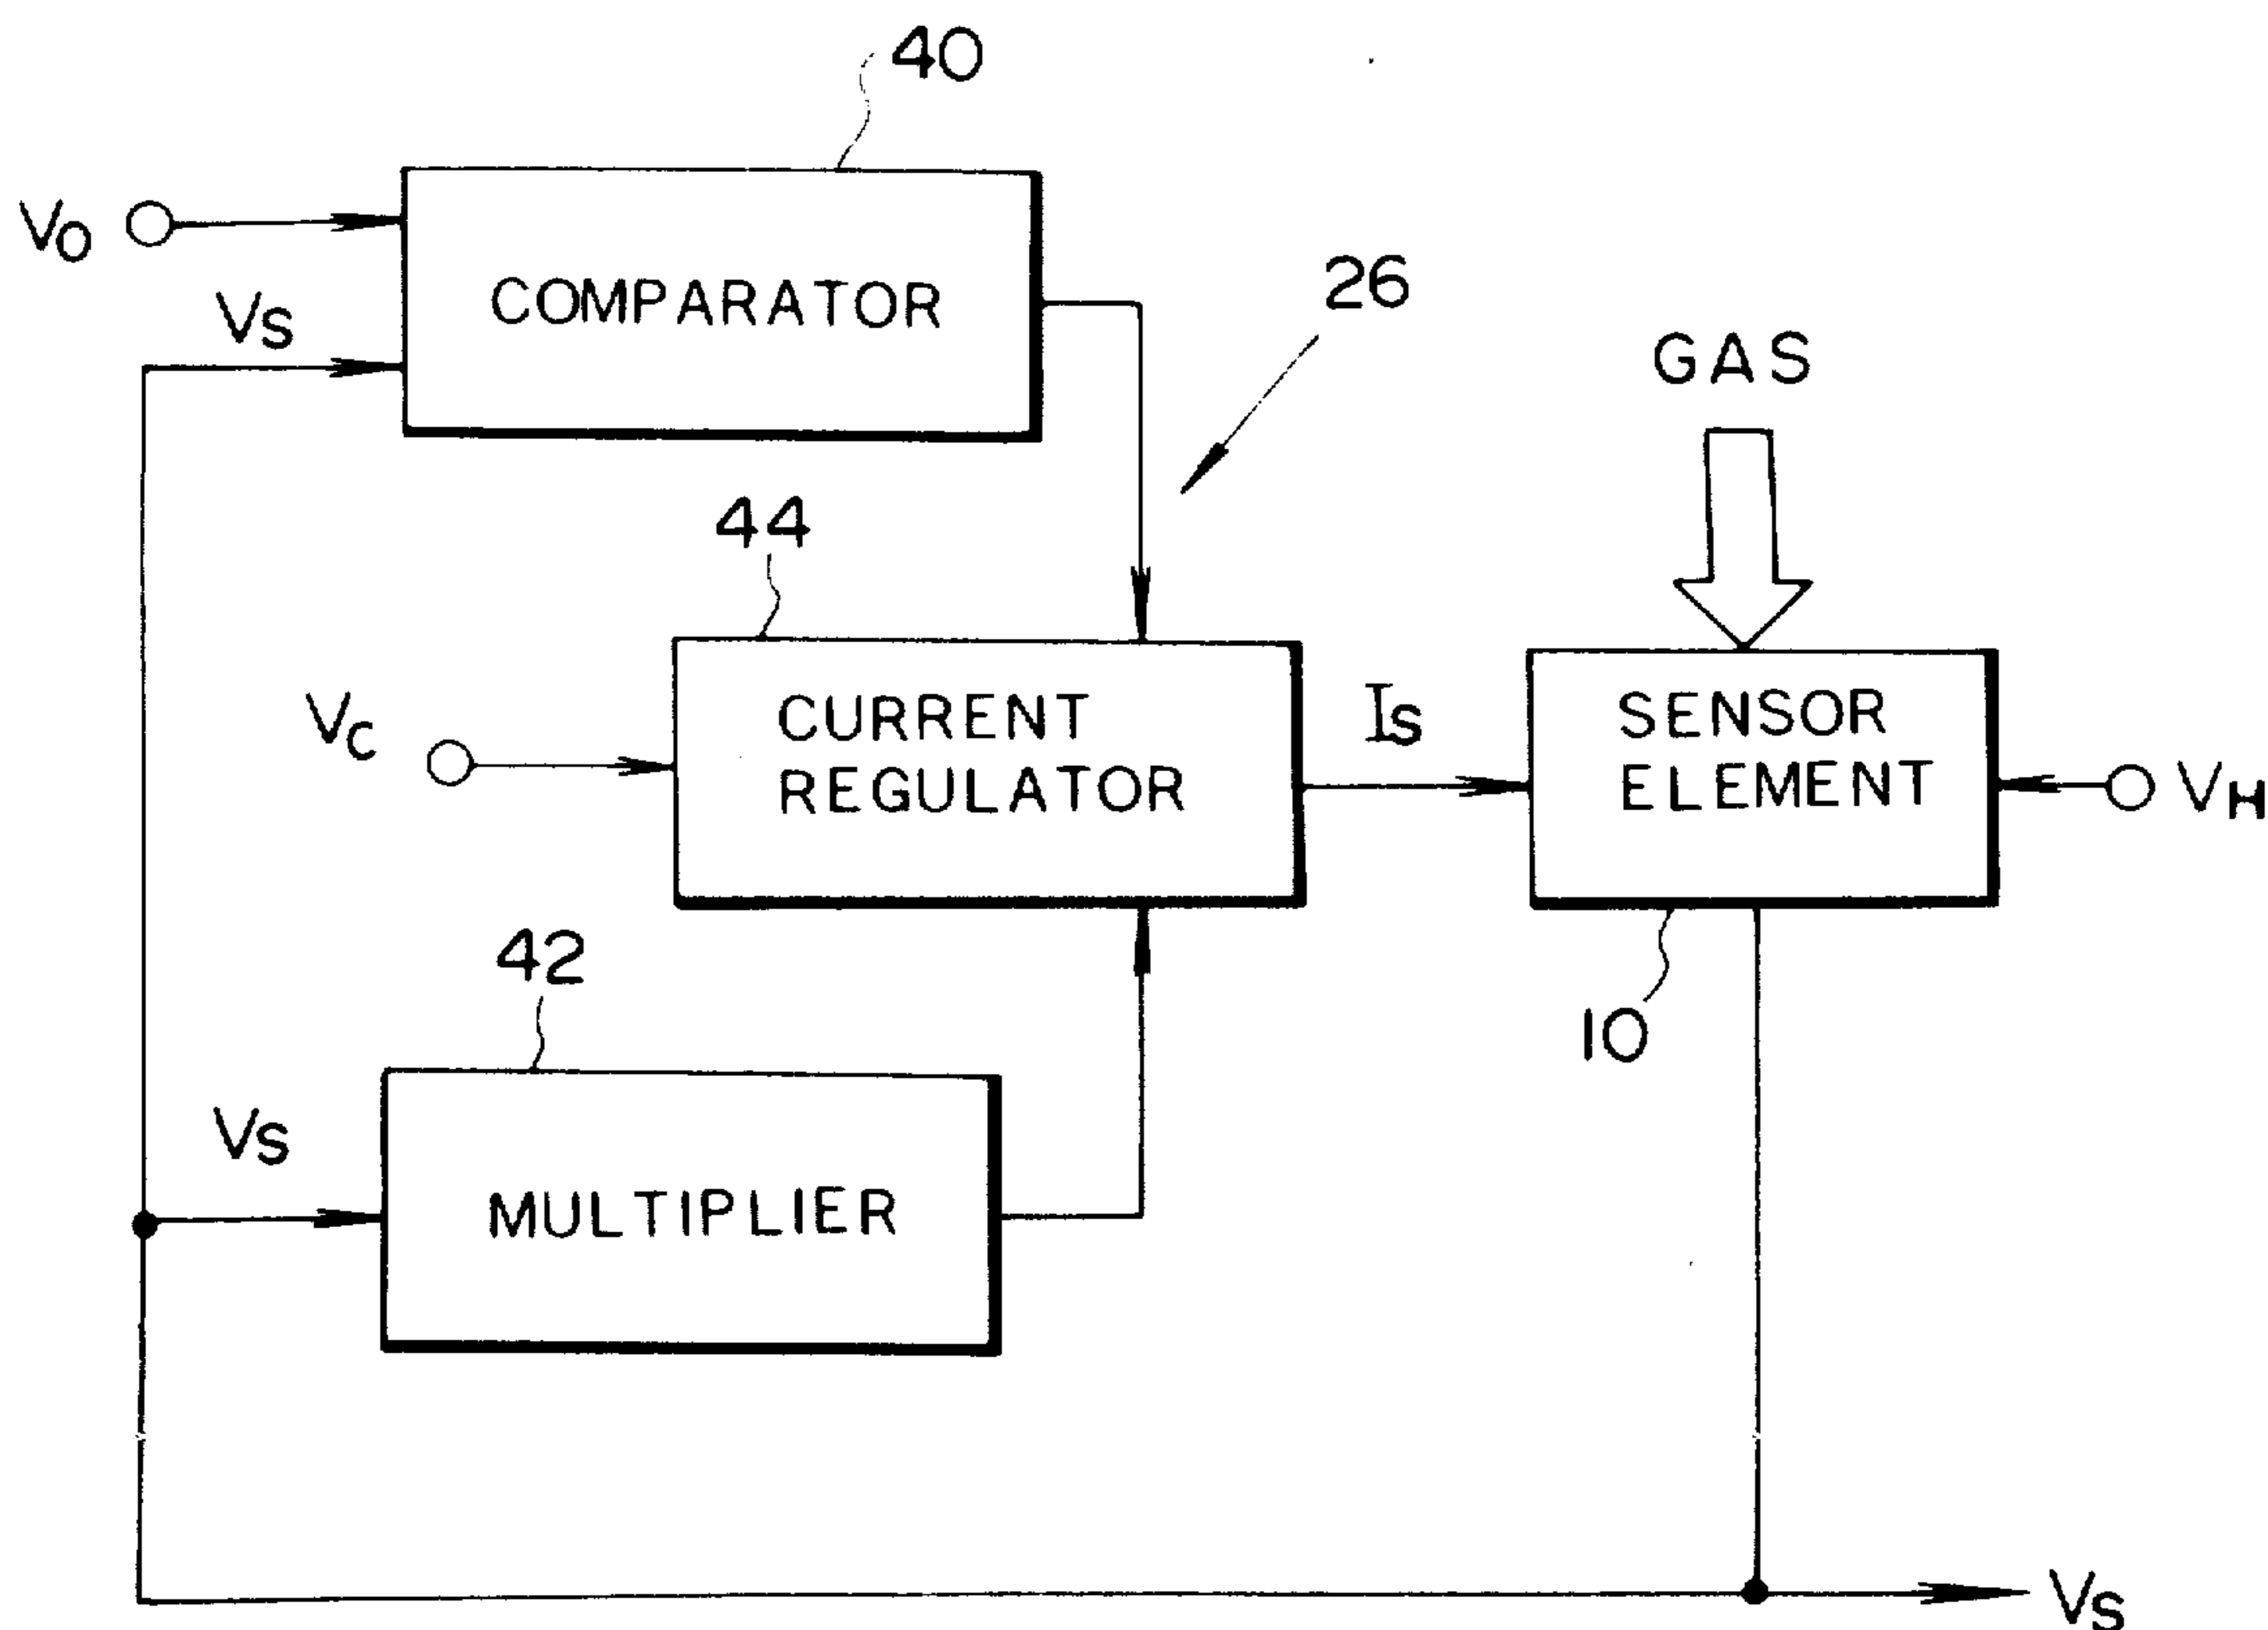 40
Vo
COMPARATOR
Vs
26
GAS
44
Vc
CURRENT
REGULATOR
Is
SENSOR
ELEMENT
VH
42
10
Vs
MULTIPLIER
Vs